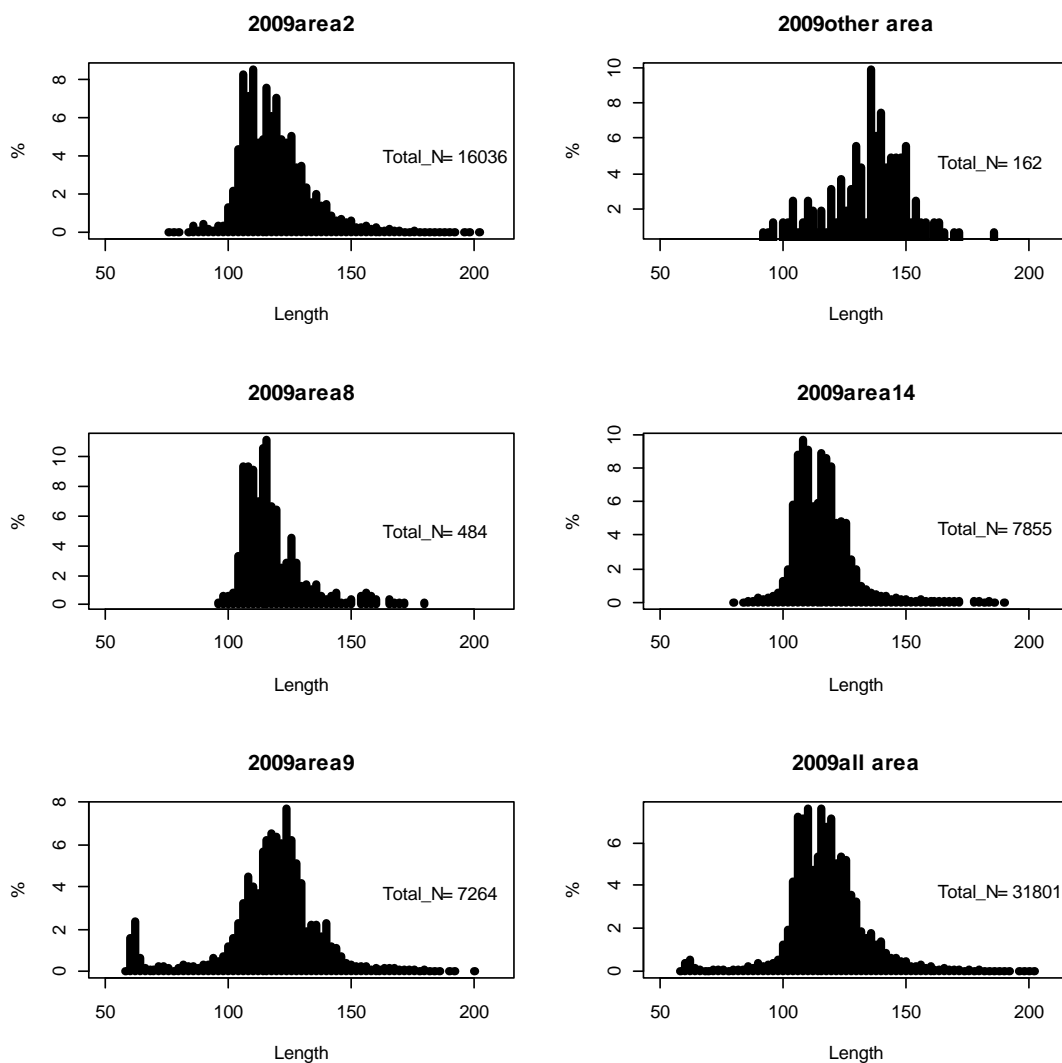 2009area2
%
8
6
4
2
0
Total_N= 16036
50 100 150 200
Length
2009other area
%
10
8
6
4
2
Total_N= 162
50 100 150 200
Length
2009area8
%
10
8
6
4
2
0
Total_N= 484
50 100 150 200
Length
2009area14
%
10
8
6
4
2
0
Total_N= 7855
50 100 150 200
Length
2009area9
%
8
6
4
2
0
Total_N= 7264
50 100 150 200
Length
2009all area
%
6
4
2
0
Total_N= 31801
50 100 150 200
Length